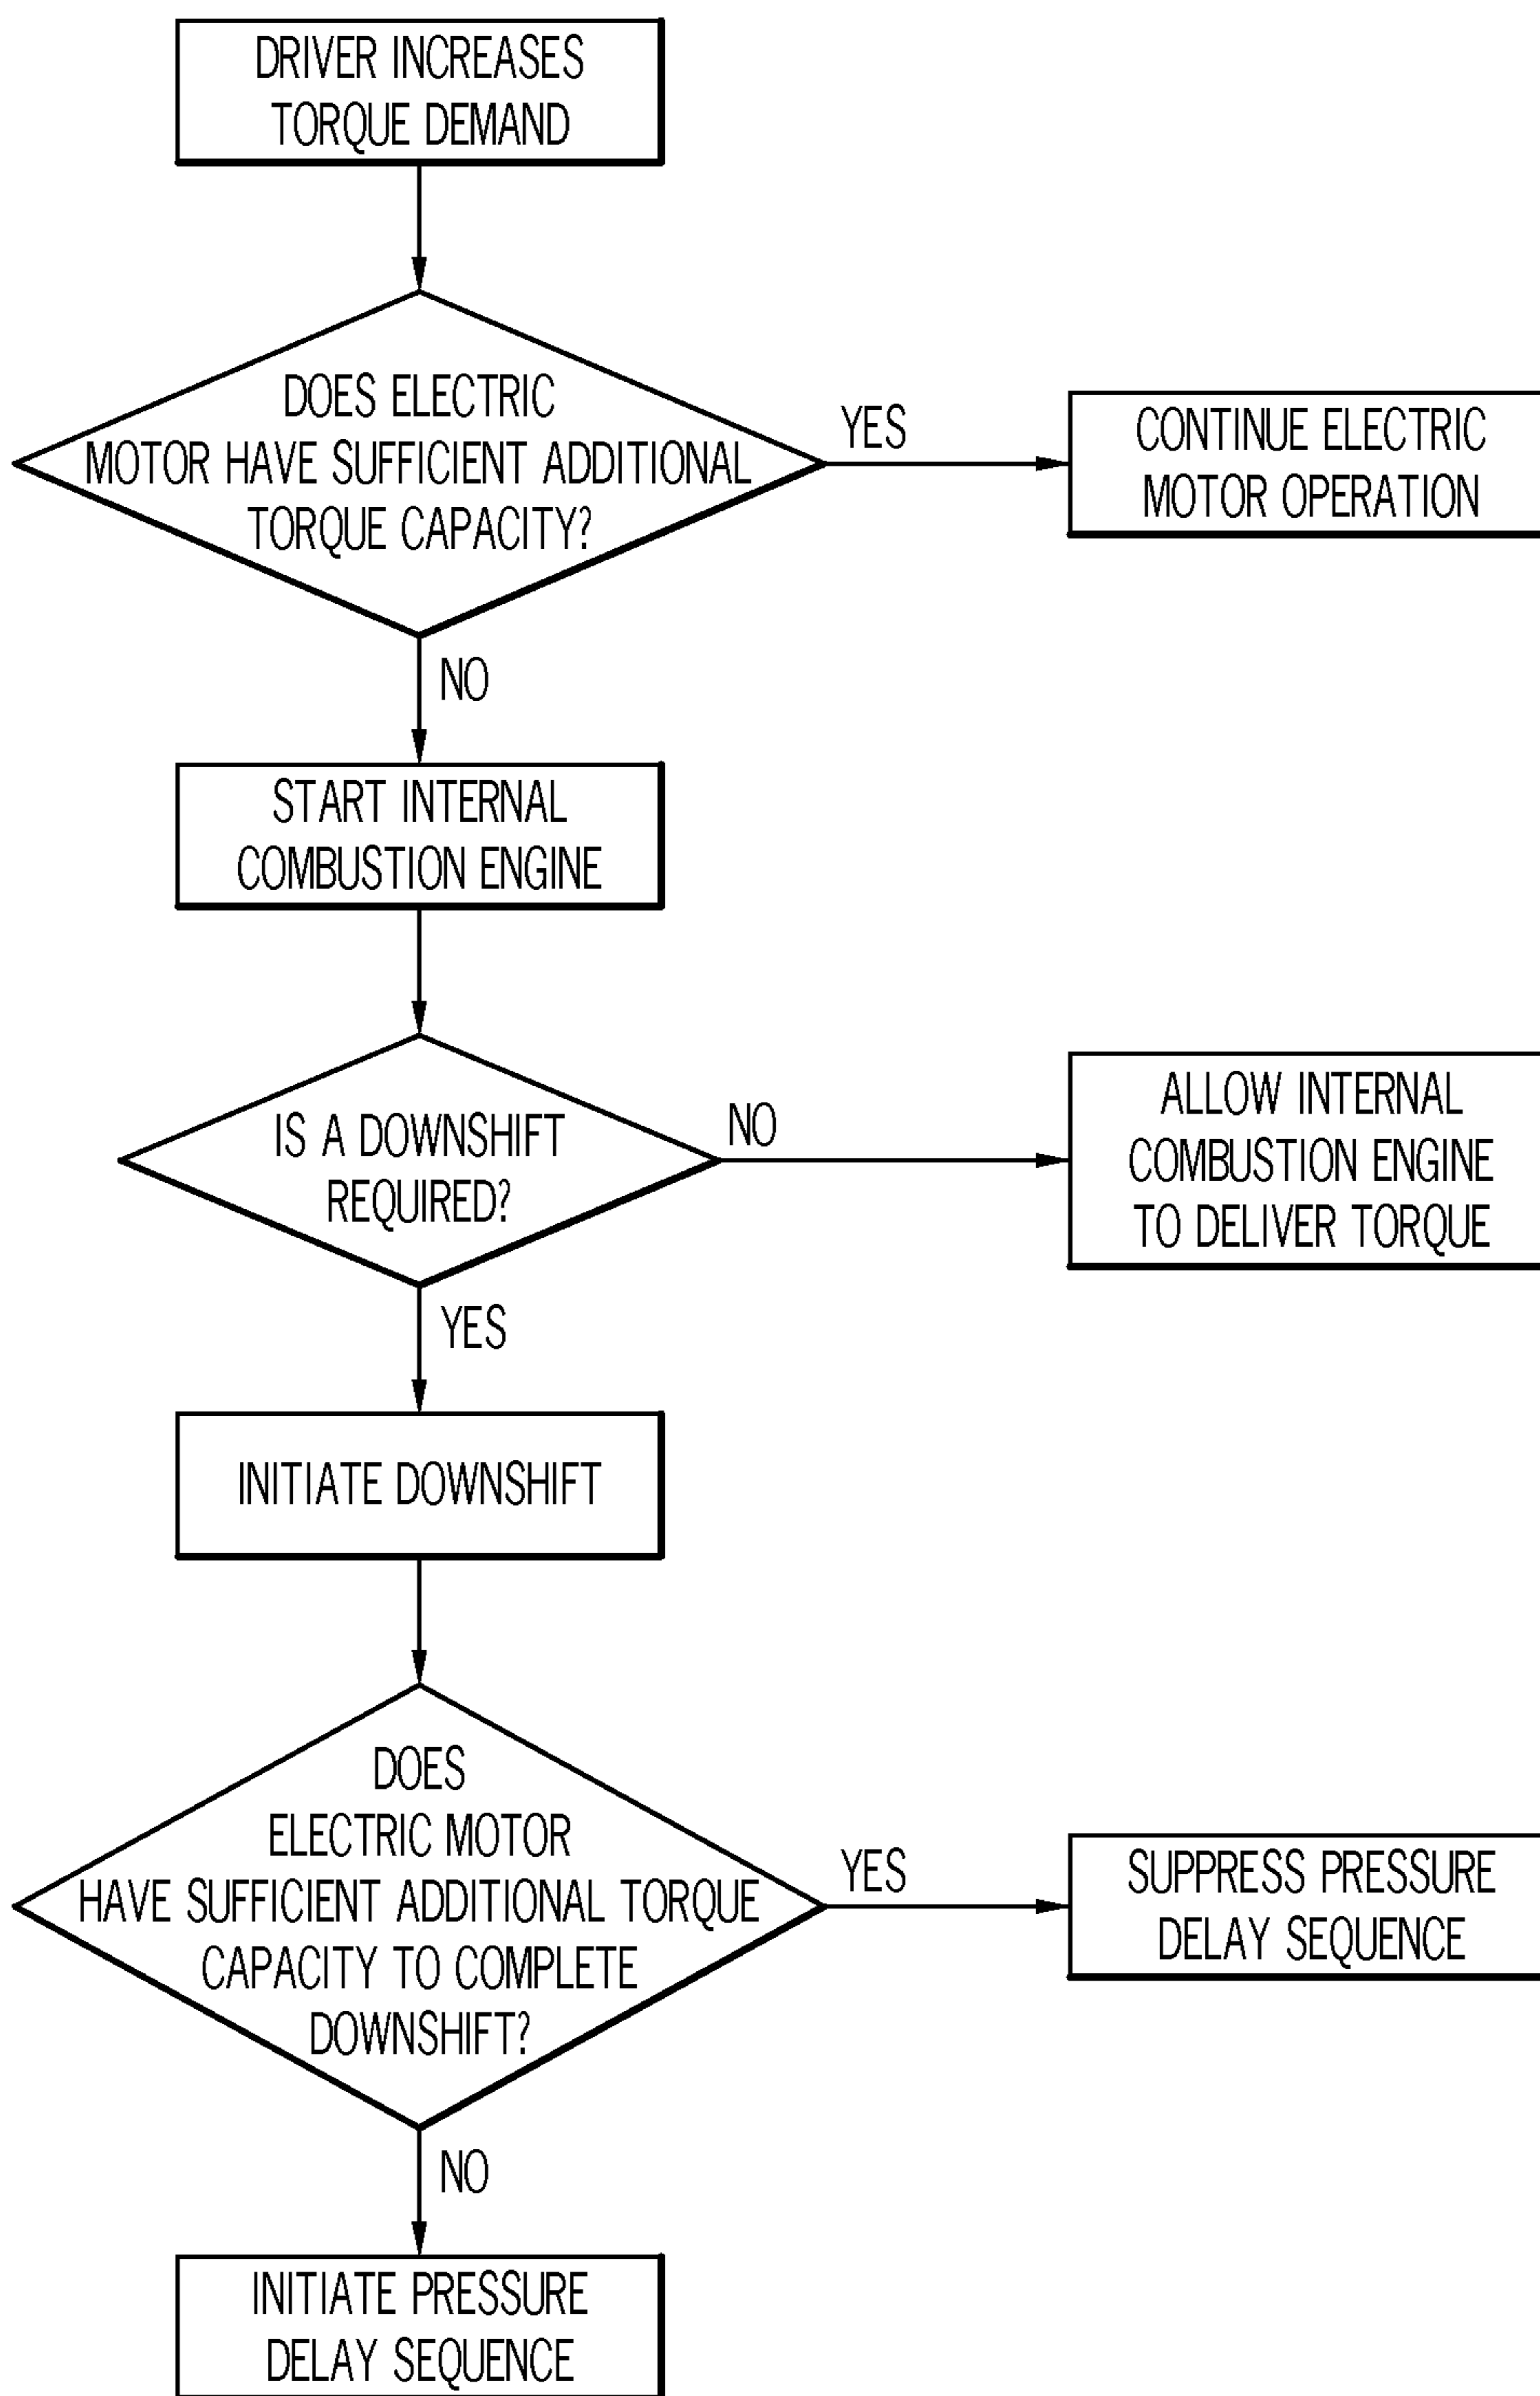 DRIVER INCREASES
TORQUE DEMAND
DOES ELECTRIC
MOTOR HAVE SUFFICIENT ADDITIONAL
TORQUE CAPACITY?
YES
CONTINUE ELECTRIC
MOTOR OPERATION
NO
START INTERNAL
COMBUSTION ENGINE
IS A DOWNSHIFT
REQUIRED?
NO
ALLOW INTERNAL
COMBUSTION ENGINE
TO DELIVER TORQUE
YES
INITIATE DOWNSHIFT
DOES
ELECTRIC MOTOR
HAVE SUFFICIENT ADDITIONAL TORQUE
CAPACITY TO COMPLETE
DOWNSHIFT?
YES
SUPPRESS PRESSURE
DELAY SEQUENCE
NO
INITIATE PRESSURE
DELAY SEQUENCE